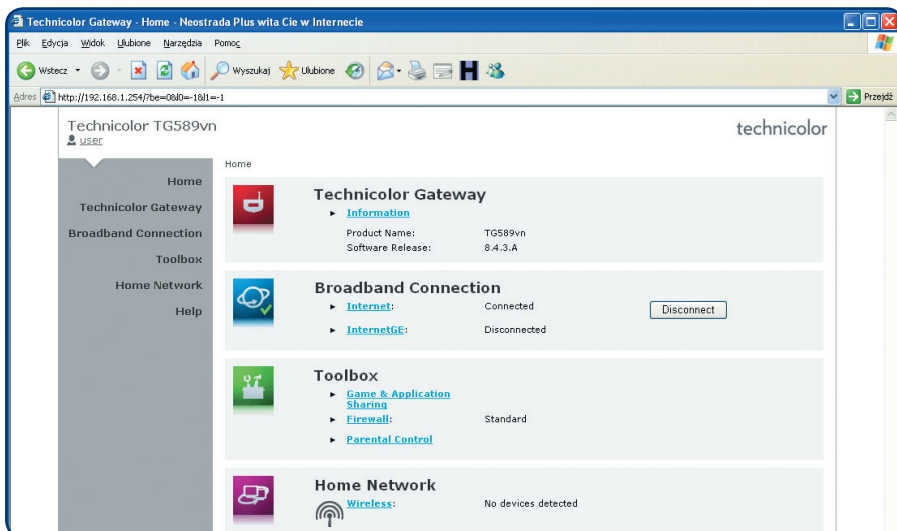 Technicolor Gateway - Home - Neostrada Plus wita Cie w Internecie
Plik Edycja Widok Ulubione Narzędzia Pomoc
Wstecz Wyszukaj Ulubione H
Adres http://192.168.1.254/?be=0&l0=-1&l1=-1 Przejdź
Technicolor TG589vn
user
technicolor
Home
Technicolor Gateway
Broadband Connection
Toolbox
Home Network
Help
Home
Technicolor Gateway
Information
Product Name: TG589vn
Software Release: 8.4.3.A
Broadband Connection
Internet: Connected Disconnect
InternetGE: Disconnected
Toolbox
Game & Application
Sharing
Firewall: Standard
Parental Control
Home Network
Wireless: No devices detected